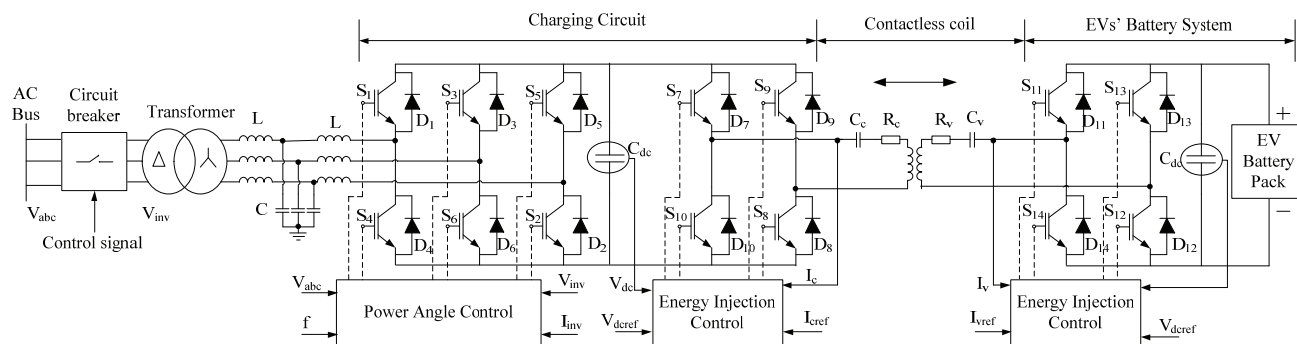 Charging Circuit
Contactless coil
EVs' Battery System
AC
Bus
Circuit
breaker
Transformer
L
L
S1
D1
S3
D3
S5
D5
Cdc
S7
D7
S9
D9
Cc
Rc
Rv
Cv
S11
D11
S13
D13
Cdc
+
EV
Battery
Pack
−
Δ
Vabc
Vinv
C
Control signal
S4
D4
S6
D6
S2
D2
S10
D10
S8
D8
S14
D14
S12
D12
Vabc
f
Power Angle Control
Vinv
Iinv
Vdc
Vdcref
Energy Injection
Control
Ic
Icref
Iv
Ivref
Energy Injection
Control
Vdcref